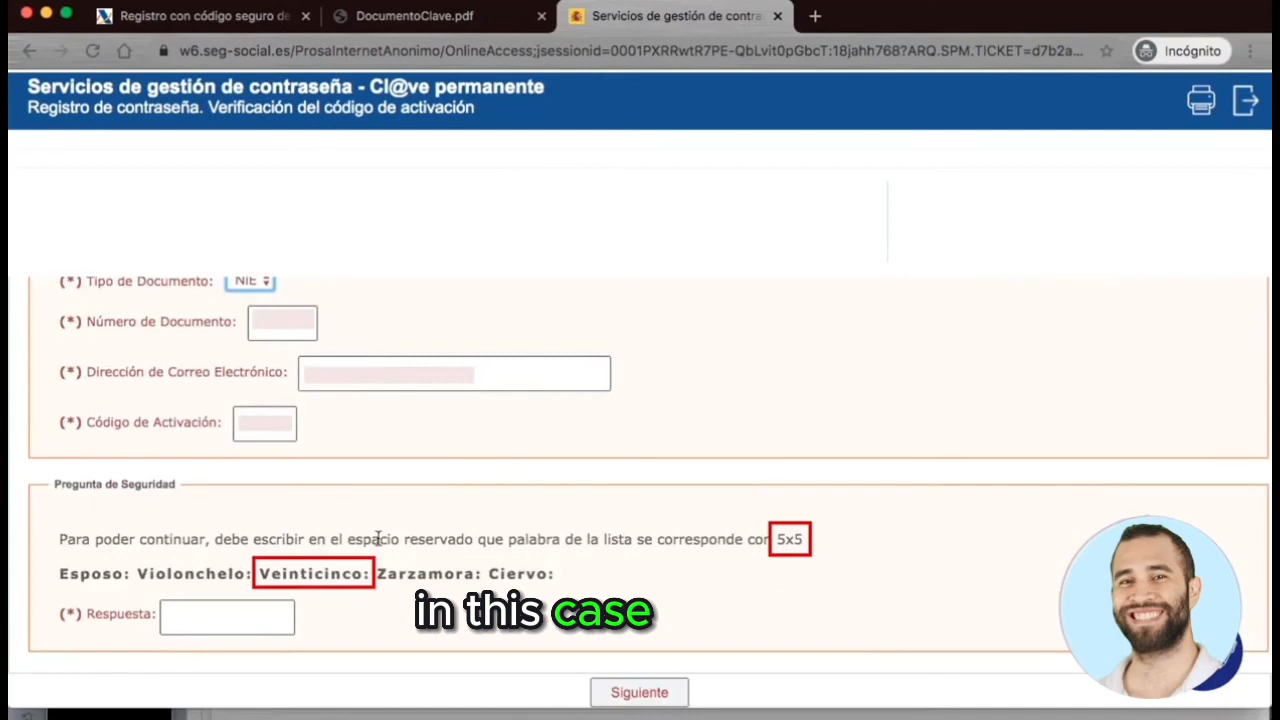 Registro con código seguro de
DocumentoClave.pdf
Servicios de gestión de contra
w6.seg-social.es/ProsaInternetAnonimo/OnlineAccess;jsessionid=0001PXRRwtR7PE-QbLvit0pGbcT:18jahh768?ARQ.SPM.TICKET=d7b2a...
Incógnito
Servicios de gestión de contraseña - Cl@ve permanente
Registro de contraseña. Verificación del código de activación
(*) Tipo de Documento: NIE
(*) Número de Documento:
(*) Dirección de Correo Electrónico:
(*) Código de Activación:
Pregunta de Seguridad
Para poder continuar, debe escribir en el espacio reservado que palabra de la lista se corresponde con 5x5
Esposo: Violonchelo: Veinticinco: Zarzamora: Ciervo:
(*) Respuesta:
in this case
Siguiente